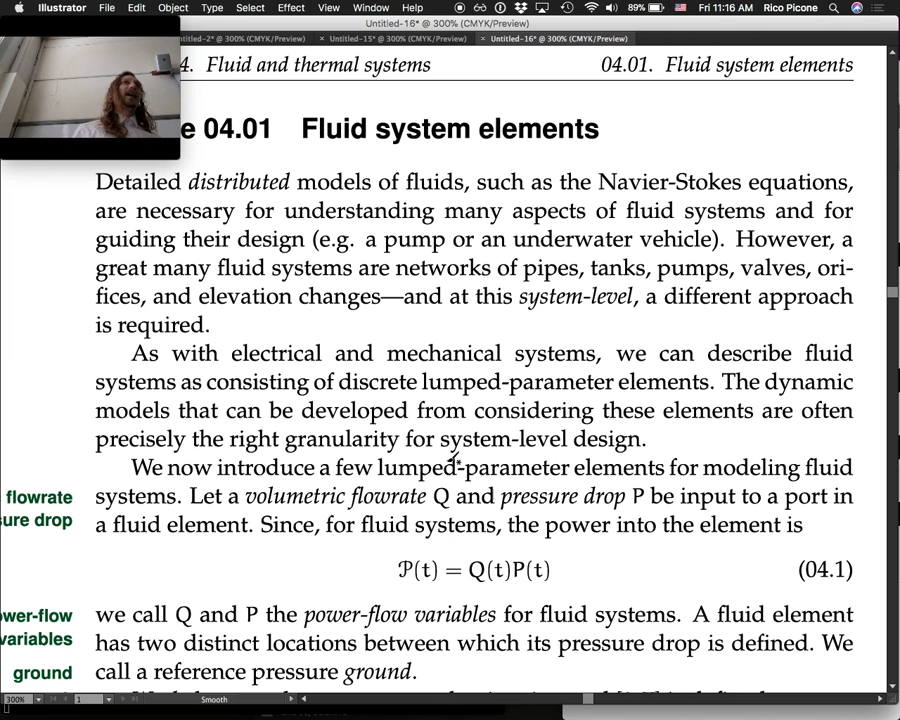 Illustrator File Edit Object Type Select Effect View Window Help 89% Fri 11:16 AM Rico Picone
Untitled-16* @ 300% (CMYK/Preview)
ntitled-2* @ 300% (CMYK/Preview) × Untitled-15* @ 300% (CMYK/Preview) × Untitled-16* @ 300% (CMYK/Preview)
4. Fluid and thermal systems 04.01. Fluid system elements
e 04.01 Fluid system elements
Detailed distributed models of fluids, such as the Navier-Stokes equations,
are necessary for understanding many aspects of fluid systems and for
guiding their design (e.g. a pump or an underwater vehicle). However, a
great many fluid systems are networks of pipes, tanks, pumps, valves, ori-
fices, and elevation changes—and at this system-level, a different approach
is required.
As with electrical and mechanical systems, we can describe fluid
systems as consisting of discrete lumped-parameter elements. The dynamic
models that can be developed from considering these elements are often
precisely the right granularity for system-level design.
We now introduce a few lumped-parameter elements for modeling fluid
flowrate systems. Let a volumetric flowrate Q and pressure drop P be input to a port in
sure drop a fluid element. Since, for fluid systems, the power into the element is
𝒫(t) = Q(t)P(t) (04.1)
ower-flow we call Q and P the power-flow variables for fluid systems. A fluid element
variables has two distinct locations between which its pressure drop is defined. We
ground call a reference pressure ground.
300% 1 Smooth